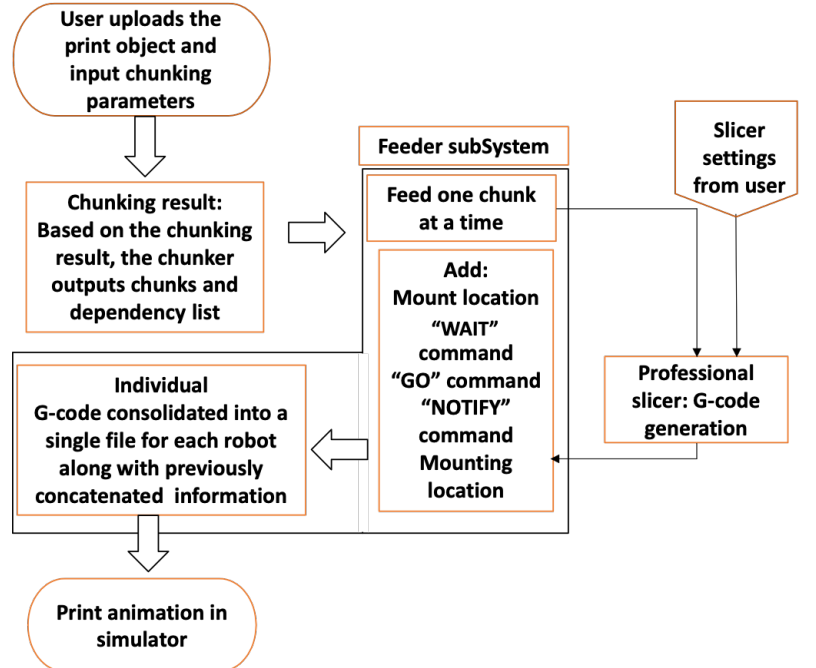 User uploads the
print object and
input chunking
parameters
Chunking result:
Based on the chunking
result, the chunker
outputs chunks and
dependency list
Feeder subSystem
Feed one chunk
at a time
Add:
Mount location
“WAIT”
command
“GO” command
“NOTIFY”
command
Mounting
location
Slicer
settings
from user
Professional
slicer: G-code
generation
Individual
G-code consolidated into a
single file for each robot
along with previously
concatenated information
Print animation in
simulator